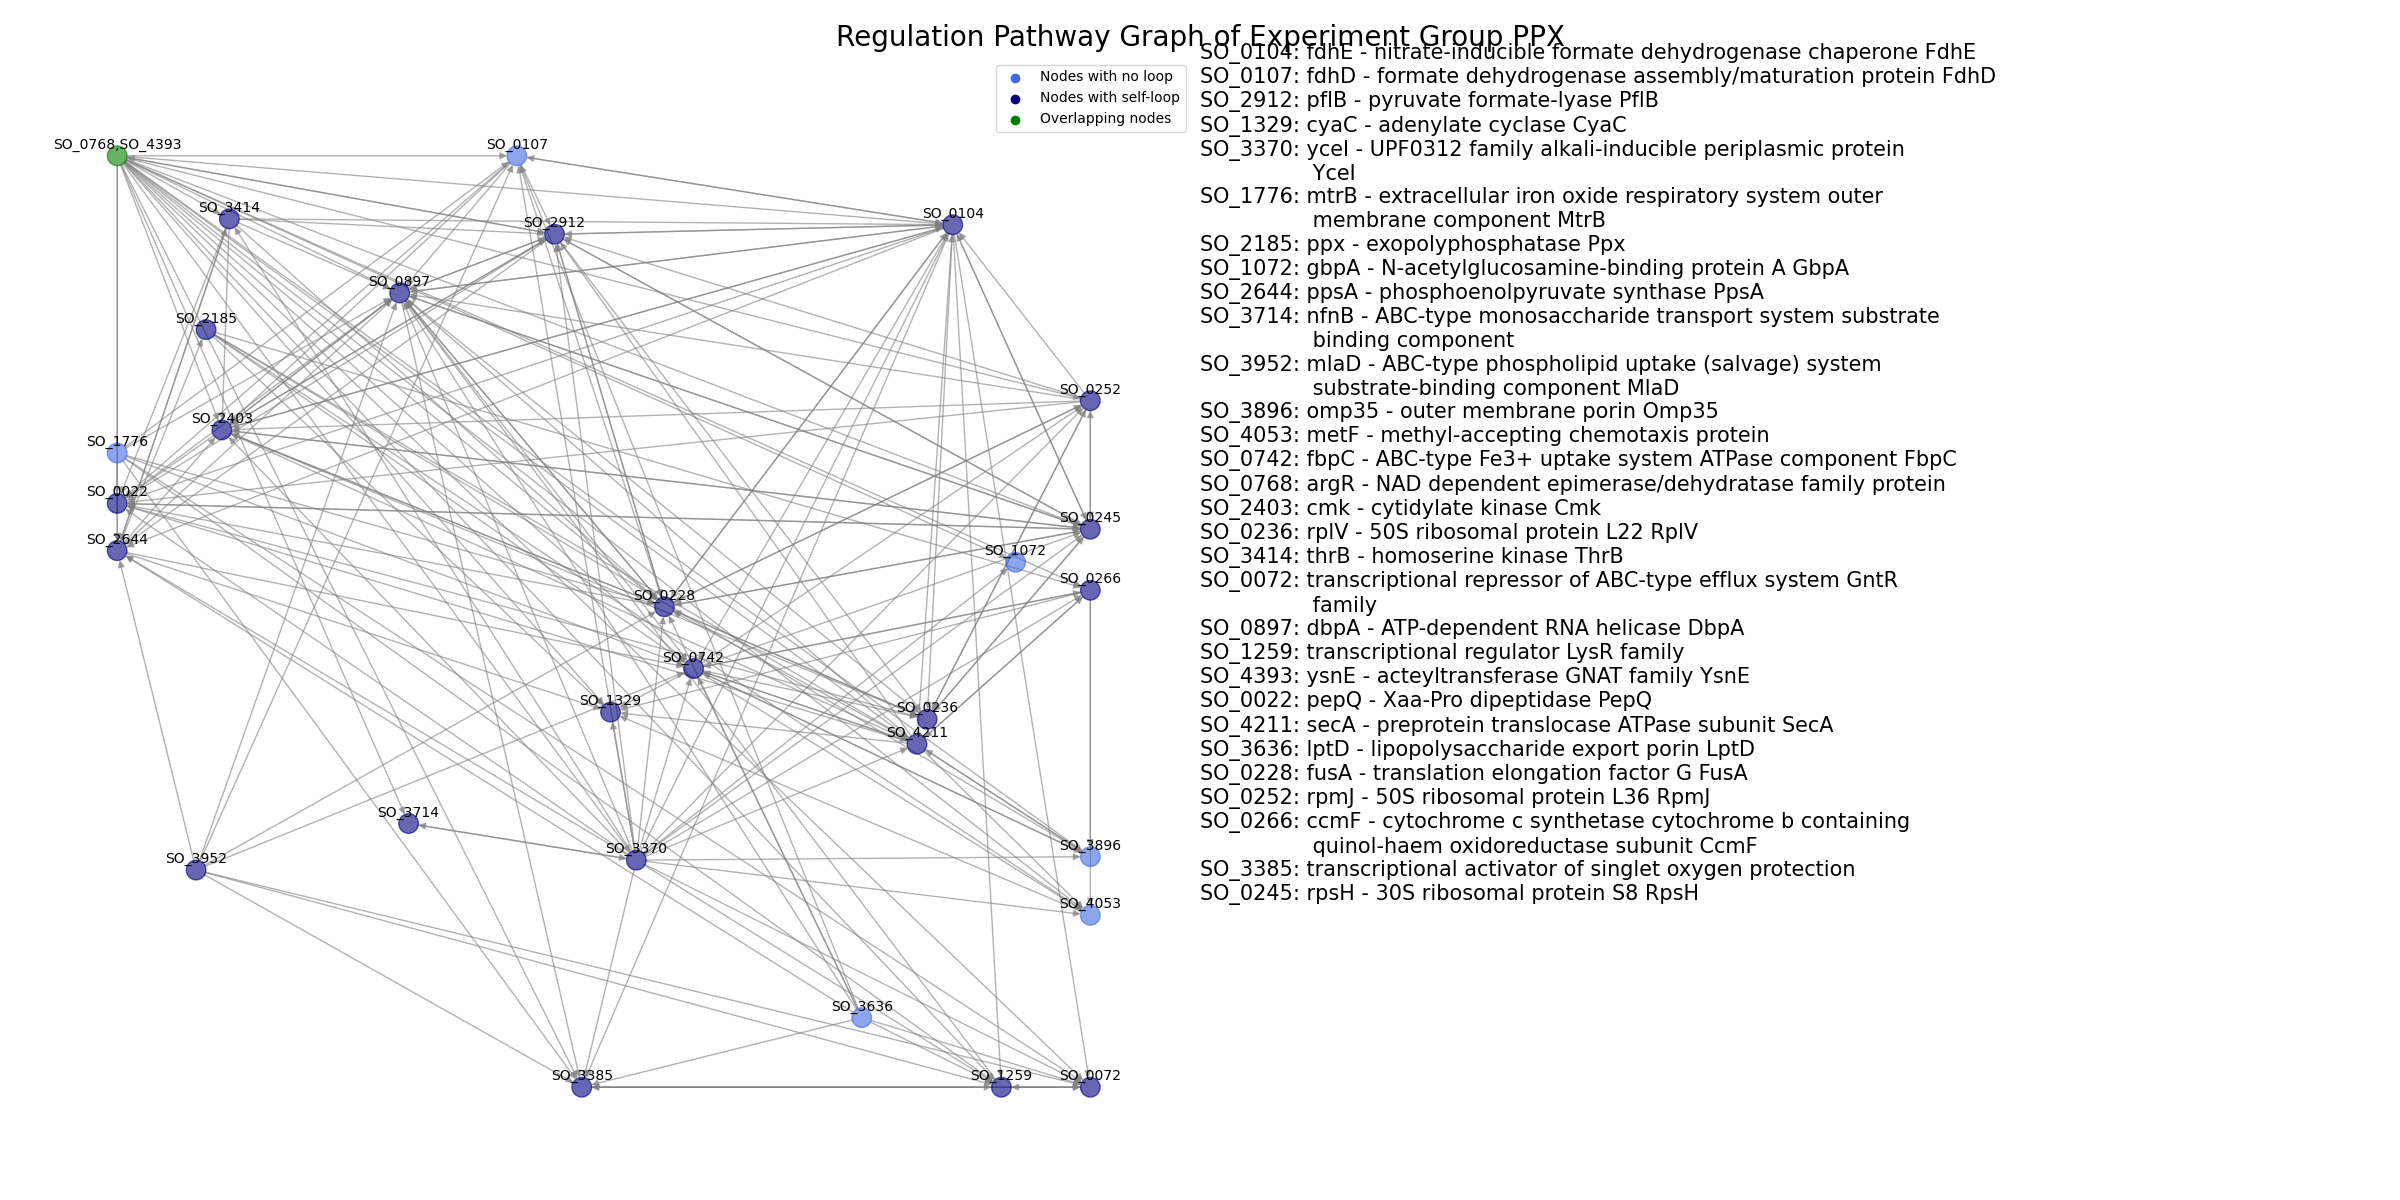 Regulation Pathway Graph of Experiment Group PPX
Nodes with no loop
Nodes with self-loop
Overlapping nodes
SO_0768,SO_4393
SO_0107
SO_3414
SO_2912
SO_0104
SO_0897
SO_2185
SO_0252
SO_2403
SO_1776
SO_0022
SO_0245
SO_2644
SO_1072
SO_0266
SO_0228
SO_0742
SO_1329
SO_0236
SO_4211
SO_3714
SO_3370
SO_3896
SO_3952
SO_4053
SO_3636
SO_3385
SO_1259
SO_0072
SO_0104: fdhE - nitrate-inducible formate dehydrogenase chaperone FdhE
SO_0107: fdhD - formate dehydrogenase assembly/maturation protein FdhD
SO_2912: pflB - pyruvate formate-lyase PflB
SO_1329: cyaC - adenylate cyclase CyaC
SO_3370: yceI - UPF0312 family alkali-inducible periplasmic protein
YceI
SO_1776: mtrB - extracellular iron oxide respiratory system outer
membrane component MtrB
SO_2185: ppx - exopolyphosphatase Ppx
SO_1072: gbpA - N-acetylglucosamine-binding protein A GbpA
SO_2644: ppsA - phosphoenolpyruvate synthase PpsA
SO_3714: nfnB - ABC-type monosaccharide transport system substrate
binding component
SO_3952: mlaD - ABC-type phospholipid uptake (salvage) system
substrate-binding component MlaD
SO_3896: omp35 - outer membrane porin Omp35
SO_4053: metF - methyl-accepting chemotaxis protein
SO_0742: fbpC - ABC-type Fe3+ uptake system ATPase component FbpC
SO_0768: argR - NAD dependent epimerase/dehydratase family protein
SO_2403: cmk - cytidylate kinase Cmk
SO_0236: rplV - 50S ribosomal protein L22 RplV
SO_3414: thrB - homoserine kinase ThrB
SO_0072: transcriptional repressor of ABC-type efflux system GntR
family
SO_0897: dbpA - ATP-dependent RNA helicase DbpA
SO_1259: transcriptional regulator LysR family
SO_4393: ysnE - acteyltransferase GNAT family YsnE
SO_0022: pepQ - Xaa-Pro dipeptidase PepQ
SO_4211: secA - preprotein translocase ATPase subunit SecA
SO_3636: lptD - lipopolysaccharide export porin LptD
SO_0228: fusA - translation elongation factor G FusA
SO_0252: rpmJ - 50S ribosomal protein L36 RpmJ
SO_0266: ccmF - cytochrome c synthetase cytochrome b containing
quinol-haem oxidoreductase subunit CcmF
SO_3385: transcriptional activator of singlet oxygen protection
SO_0245: rpsH - 30S ribosomal protein S8 RpsH